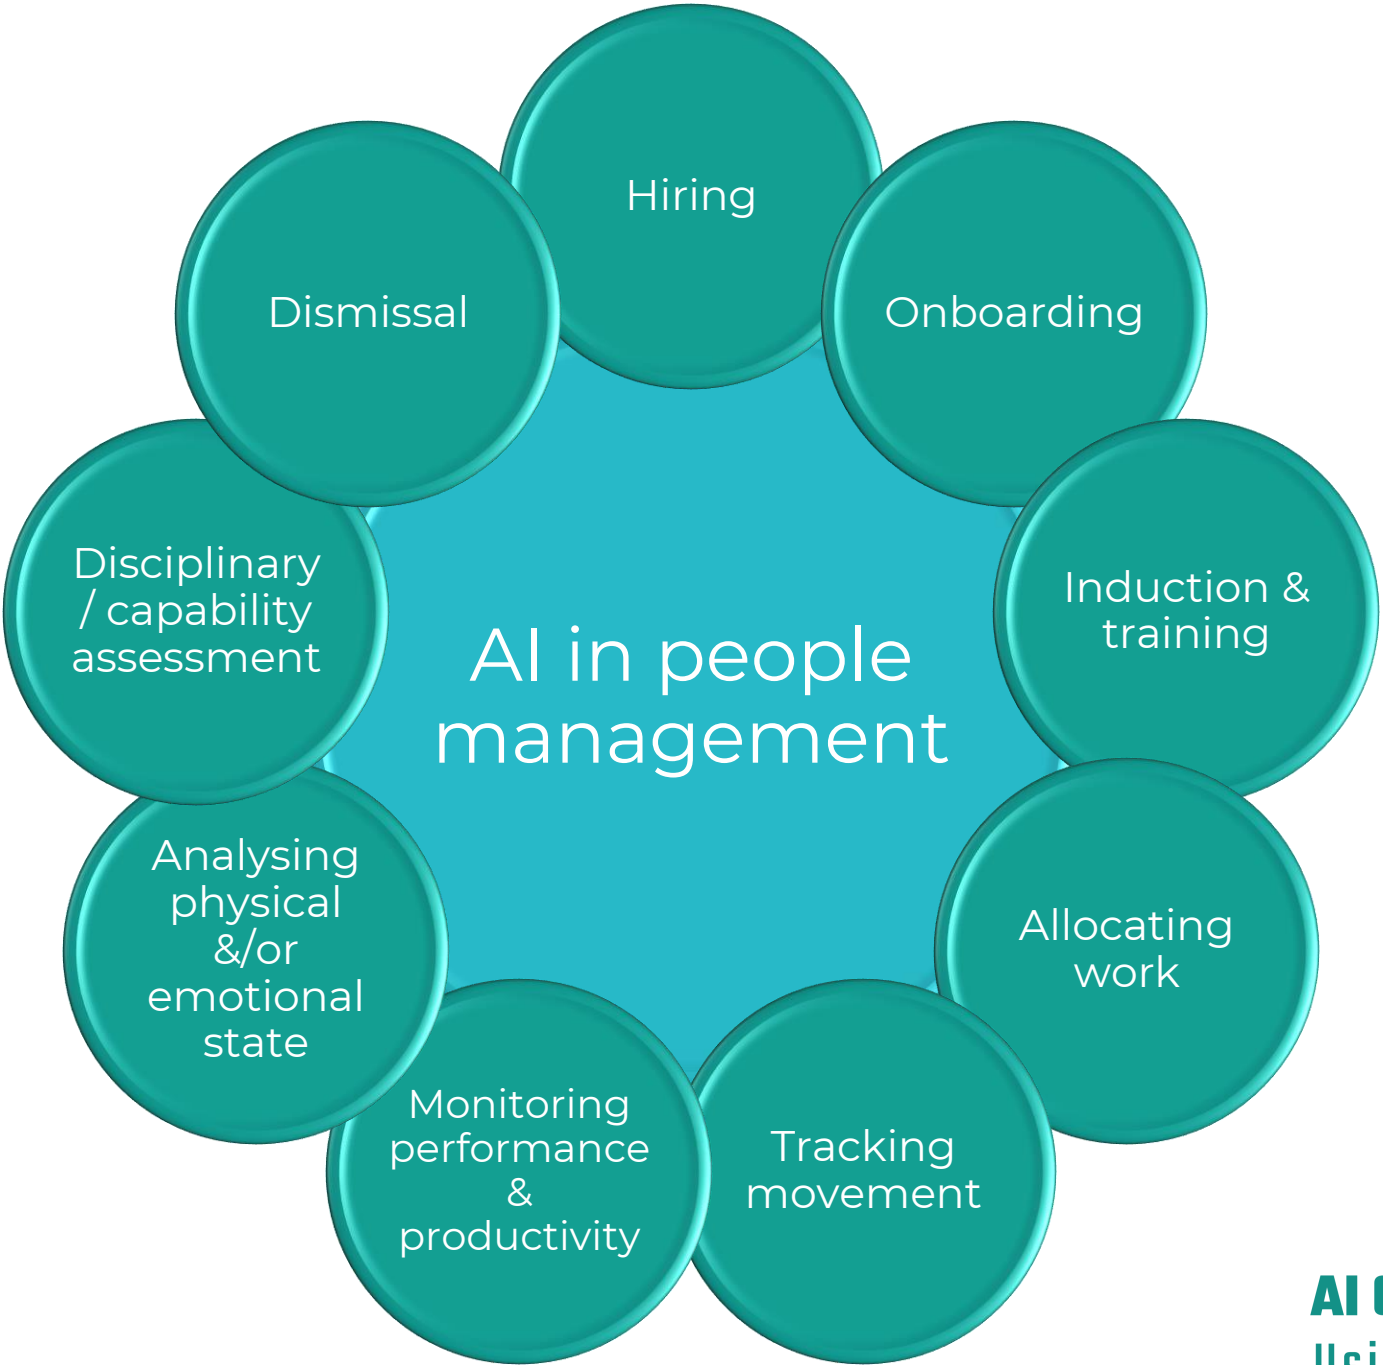 Hiring
Onboarding
Induction &
training
Allocating
work
Tracking
movement
Monitoring
performance
&
productivity
Analysing
physical
&/or
emotional
state
Disciplinary
/ capability
assessment
Dismissal
AI in people
management
AI